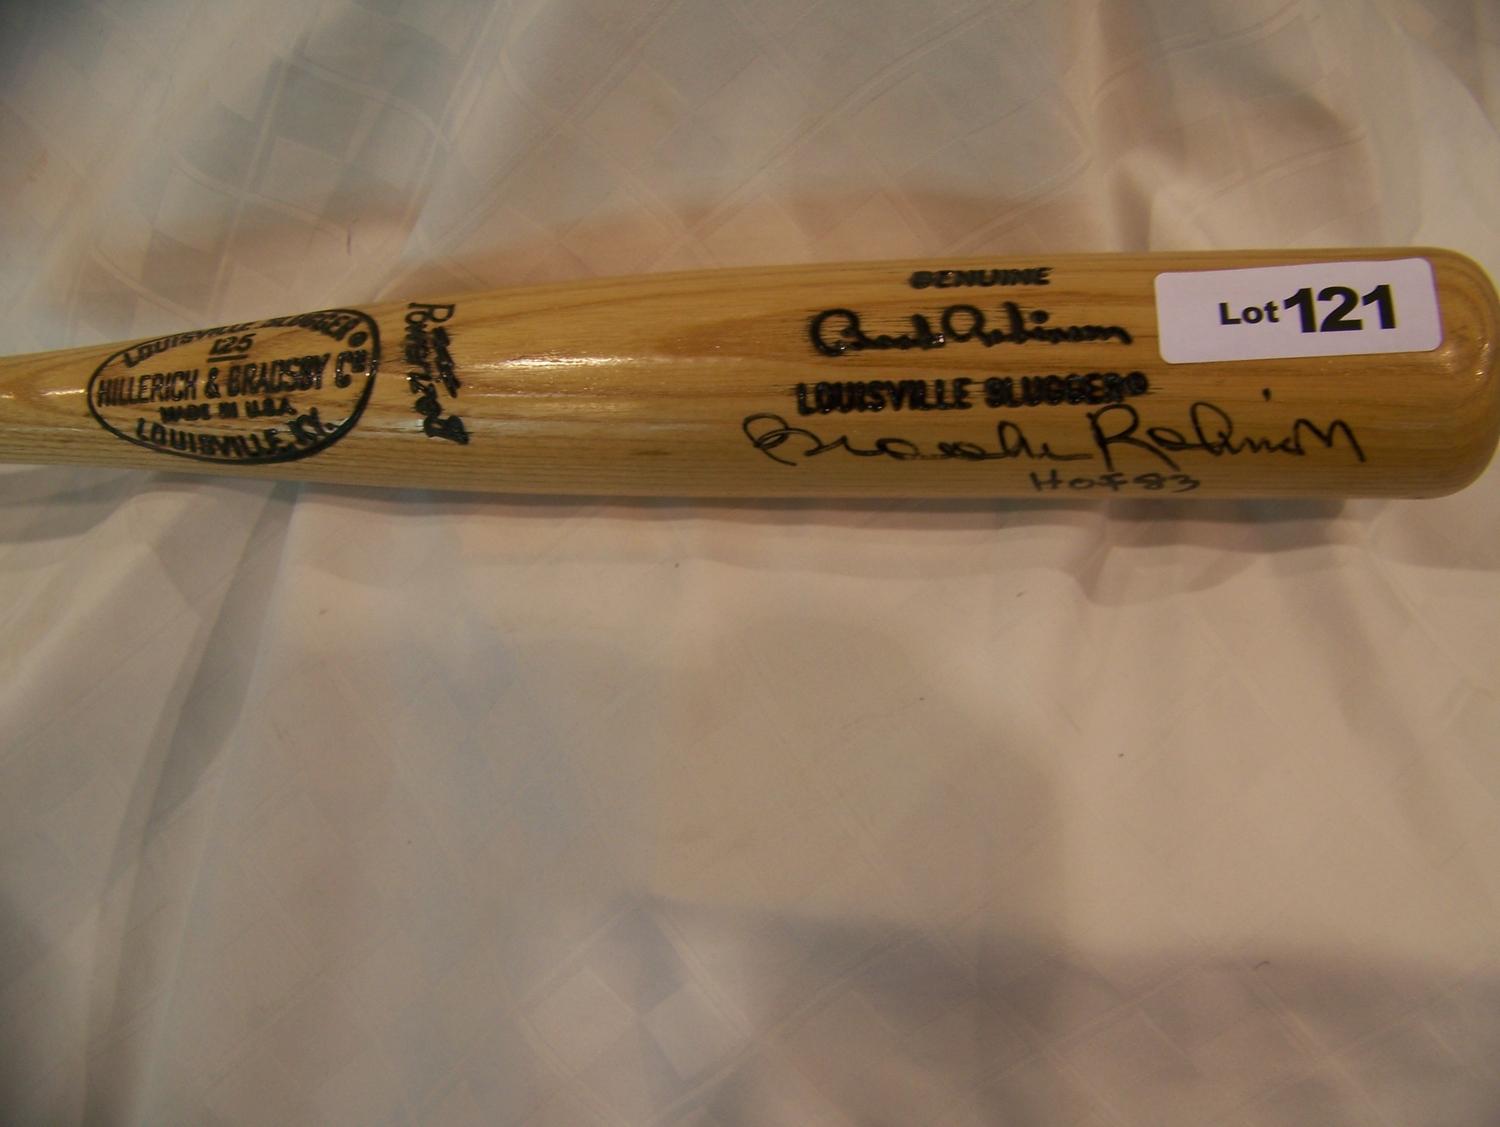 LOUISVILLE SLUGGER®
125
HILLERICH & BRADSBY Co
MADE IN U.S.A.
LOUISVILLE, KY.
POWERIZED
GENUINE
Brooks Robinson
LOUISVILLE SLUGGER®
Brooks Robinson
HOF 83
Lot 121